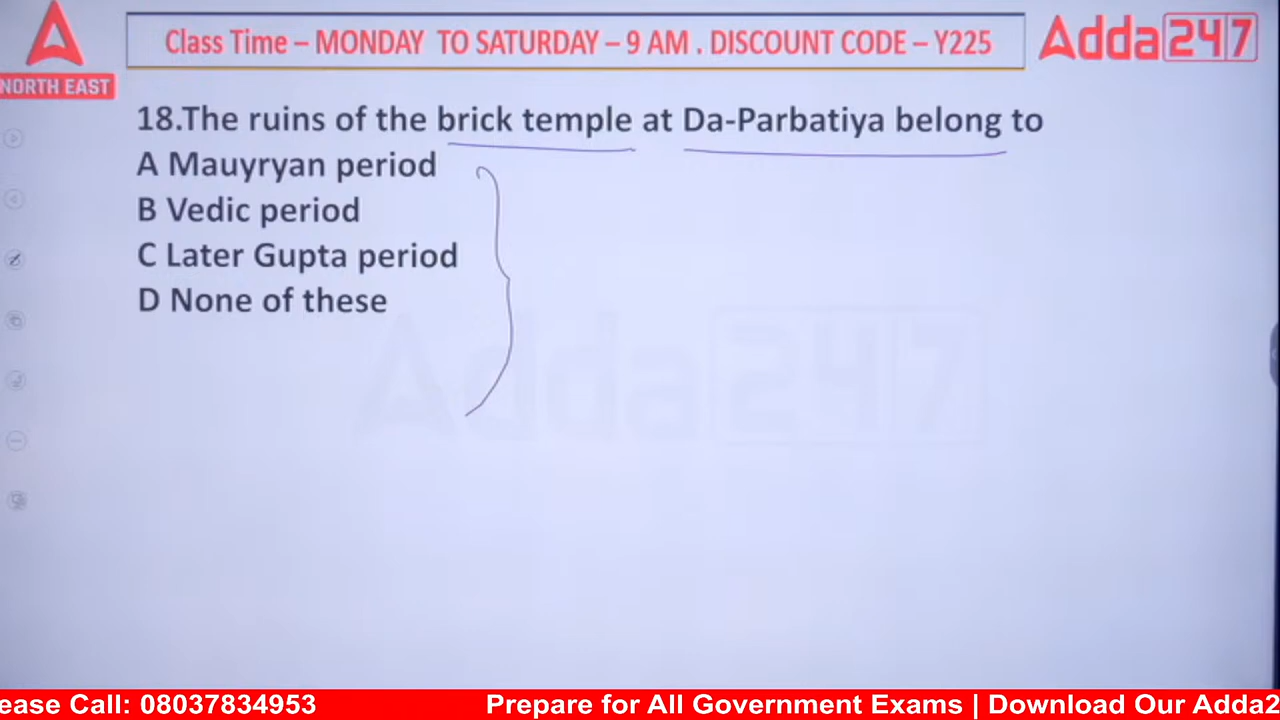 Class Time – MONDAY TO SATURDAY – 9 AM . DISCOUNT CODE – Y225
Adda247
NORTH EAST
18.The ruins of the brick temple at Da-Parbatiya belong to
A Mauyryan period
B Vedic period
C Later Gupta period
D None of these
Adda247
ease Call: 08037834953 Prepare for All Government Exams | Download Our Adda2